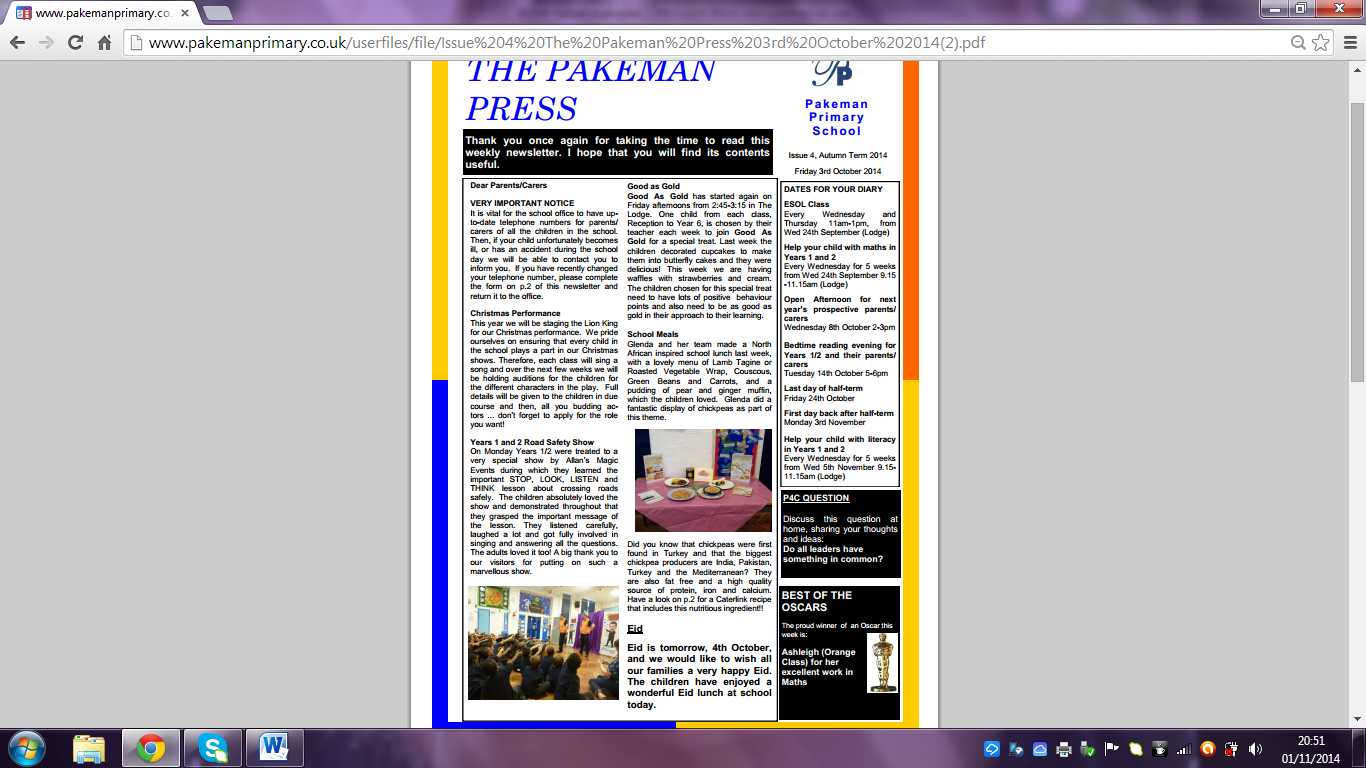 www.pakemanprimary.co.
www.pakemanprimary.co.uk/userfiles/file/Issue%204%20The%20Pakeman%20Press%203rd%20October%202014(2).pdf
THE PAKEMAN
PRESS
Thank you once again for taking the time to read this
weekly newsletter. I hope that you will find its contents
useful.
P
Pakeman
Primary
School
Issue 4, Autumn Term 2014
Friday 3rd October 2014
Dear Parents/Carers
VERY IMPORTANT NOTICE
It is vital for the school office to have up-
to-date telephone numbers for parents/
carers of all the children in the school.
Then, if your child unfortunately becomes
ill, or has an accident during the school
day we will be able to contact you to
inform you. If you have recently changed
your telephone number, please complete
the form on p.2 of this newsletter and
return it to the office.
Christmas Performance
This year we will be staging the Lion King
for our Christmas performance. We pride
ourselves on ensuring that every child in
the school plays a part in our Christmas
shows. Therefore, each class will sing a
song and over the next few weeks we will
be holding auditions for the children for
the different characters in the play. Full
details will be given to the children in due
course and then, all you budding ac-
tors ... don't forget to apply for the role
you want!
Years 1 and 2 Road Safety Show
On Monday Years 1/2 were treated to a
very special show by Allan's Magic
Events during which they learned the
important STOP, LOOK, LISTEN and
THINK lesson about crossing roads
safely. The children absolutely loved the
show and demonstrated throughout that
they grasped the important message of
the lesson. They listened carefully,
laughed a lot and got fully involved in
singing and answering all the questions.
The adults loved it too! A big thank you to
our visitors for putting on such a
marvellous show.
Good as Gold
Good As Gold has started again on
Friday afternoons from 2:45-3:15 in The
Lodge. One child from each class,
Reception to Year 6, is chosen by their
teacher each week to join Good As
Gold for a special treat. Last week the
children decorated cupcakes to make
them into butterfly cakes and they were
delicious! This week we are having
waffles with strawberries and cream.
The children chosen for this special treat
need to have lots of positive behaviour
points and also need to be as good as
gold in their approach to their learning.
School Meals
Glenda and her team made a North
African inspired school lunch last week,
with a lovely menu of Lamb Tagine or
Roasted Vegetable Wrap, Couscous,
Green Beans and Carrots, and a
pudding of pear and ginger muffin,
which the children loved. Glenda did a
fantastic display of chickpeas as part of
this theme.
Did you know that chickpeas were first
found in Turkey and that the biggest
chickpea producers are India, Pakistan,
Turkey and the Mediterranean? They
are also fat free and a high quality
source of protein, iron and calcium.
Have a look on p.2 for a Caterlink recipe
that includes this nutritious ingredient!!
Eid
Eid is tomorrow, 4th October,
and we would like to wish all
our families a very happy Eid.
The children have enjoyed a
wonderful Eid lunch at school
today.
DATES FOR YOUR DIARY
ESOL Class
Every Wednesday and
Thursday 11am-1pm, from
Wed 24th September (Lodge)
Help your child with maths in
Years 1 and 2
Every Wednesday for 5 weeks
from Wed 24th September 9.15
-11.15am (Lodge)
Open Afternoon for next
year's prospective parents/
carers
Wednesday 8th October 2-3pm
Bedtime reading evening for
Years 1/2 and their parents/
carers
Tuesday 14th October 5-6pm
Last day of half-term
Friday 24th October
First day back after half-term
Monday 3rd November
Help your child with literacy
in Years 1 and 2
Every Wednesday for 5 weeks
from Wed 5th November 9.15-
11.15am (Lodge)
P4C QUESTION
Discuss this question at
home, sharing your thoughts
and ideas:
Do all leaders have
something in common?
BEST OF THE
OSCARS
The proud winner of an Oscar this
week is:
Ashleigh (Orange
Class) for her
excellent work in
Maths
20:51
01/11/2014